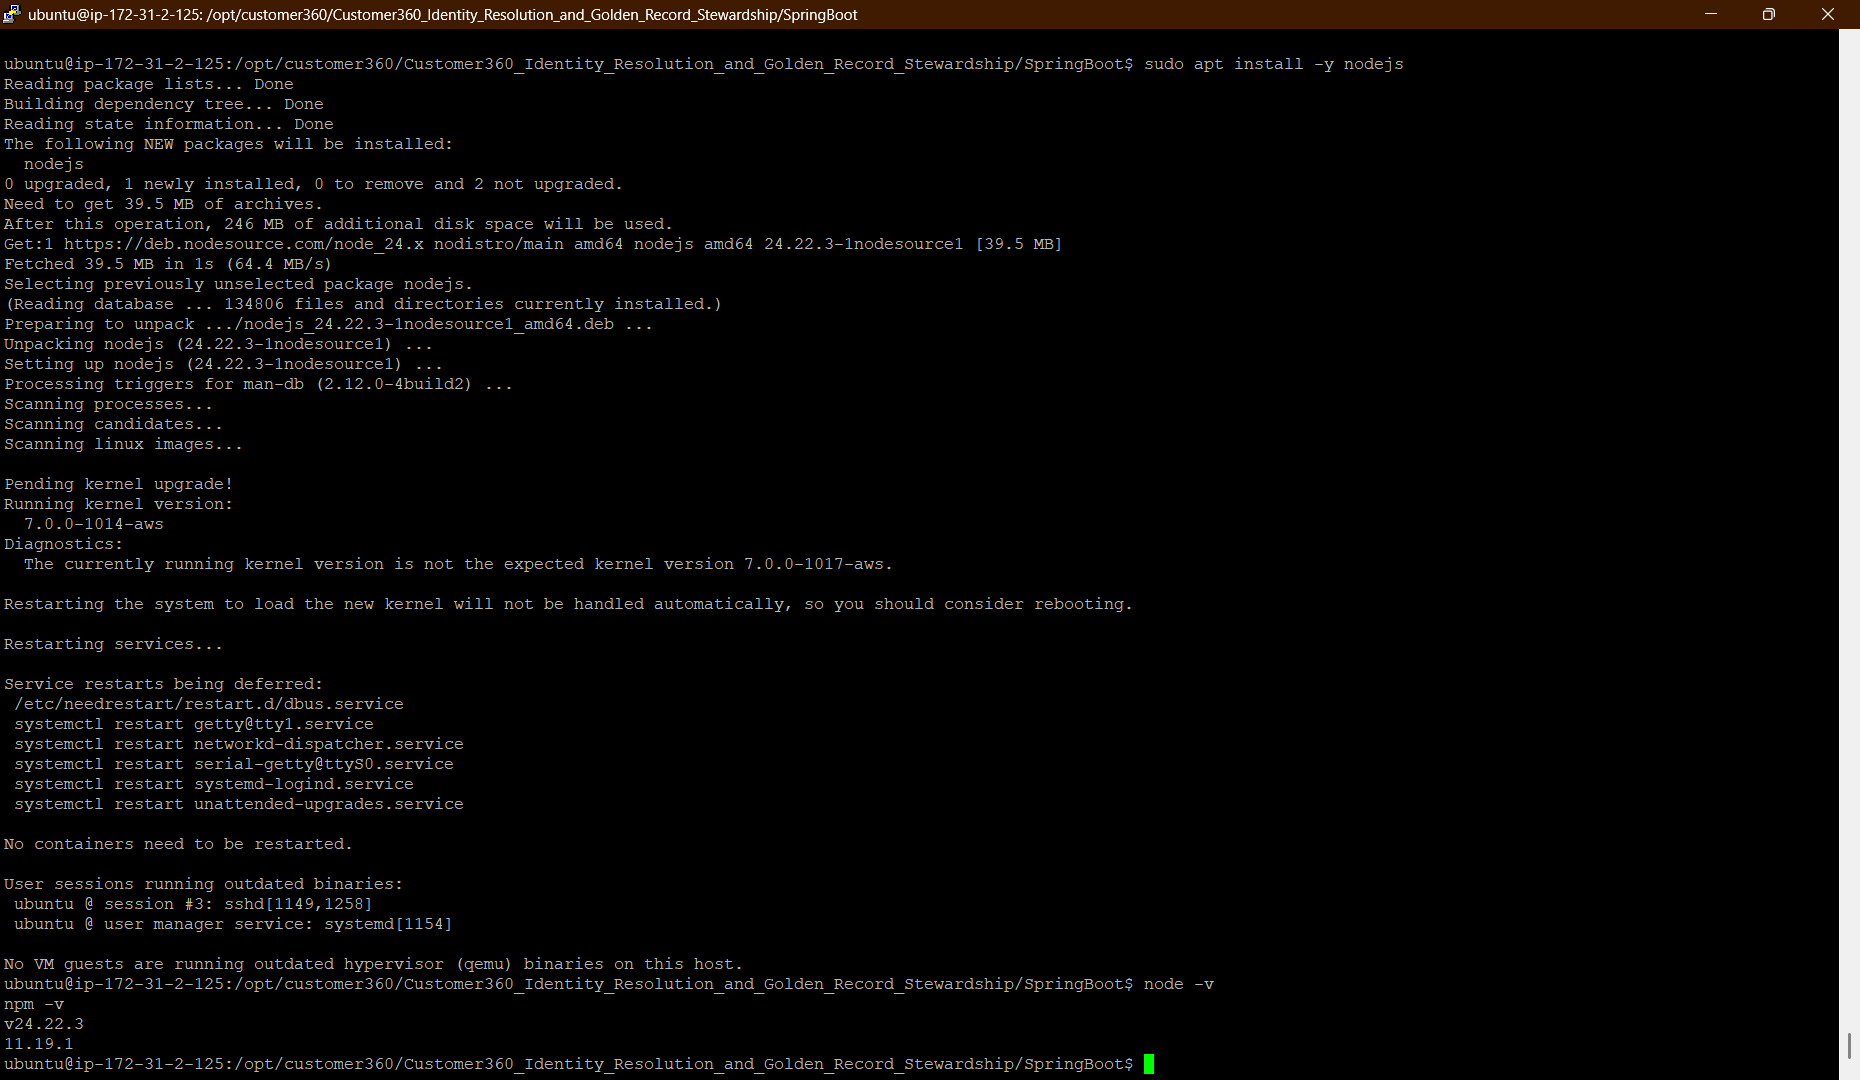 ubuntu@ip-172-31-2-125: /opt/customer360/Customer360_Identity_Resolution_and_Golden_Record_Stewardship/SpringBoot
ubuntu@ip-172-31-2-125:/opt/customer360/Customer360_Identity_Resolution_and_Golden_Record_Stewardship/SpringBoot$ sudo apt install -y nodejs
Reading package lists... Done
Building dependency tree... Done
Reading state information... Done
The following NEW packages will be installed:
  nodejs
0 upgraded, 1 newly installed, 0 to remove and 2 not upgraded.
Need to get 39.5 MB of archives.
After this operation, 246 MB of additional disk space will be used.
Get:1 https://deb.nodesource.com/node_24.x nodistro/main amd64 nodejs amd64 24.22.3-1nodesource1 [39.5 MB]
Fetched 39.5 MB in 1s (64.4 MB/s)
Selecting previously unselected package nodejs.
(Reading database ... 134806 files and directories currently installed.)
Preparing to unpack .../nodejs_24.22.3-1nodesource1_amd64.deb ...
Unpacking nodejs (24.22.3-1nodesource1) ...
Setting up nodejs (24.22.3-1nodesource1) ...
Processing triggers for man-db (2.12.0-4build2) ...
Scanning processes...
Scanning candidates...
Scanning linux images...
Pending kernel upgrade!
Running kernel version:
  7.0.0-1014-aws
Diagnostics:
  The currently running kernel version is not the expected kernel version 7.0.0-1017-aws.
Restarting the system to load the new kernel will not be handled automatically, so you should consider rebooting.
Restarting services...
Service restarts being deferred:
 /etc/needrestart/restart.d/dbus.service
 systemctl restart getty@tty1.service
 systemctl restart networkd-dispatcher.service
 systemctl restart serial-getty@ttyS0.service
 systemctl restart systemd-logind.service
 systemctl restart unattended-upgrades.service
No containers need to be restarted.
User sessions running outdated binaries:
 ubuntu @ session #3: sshd[1149,1258]
 ubuntu @ user manager service: systemd[1154]
No VM guests are running outdated hypervisor (qemu) binaries on this host.
ubuntu@ip-172-31-2-125:/opt/customer360/Customer360_Identity_Resolution_and_Golden_Record_Stewardship/SpringBoot$ node -v
npm -v
v24.22.3
11.19.1
ubuntu@ip-172-31-2-125:/opt/customer360/Customer360_Identity_Resolution_and_Golden_Record_Stewardship/SpringBoot$